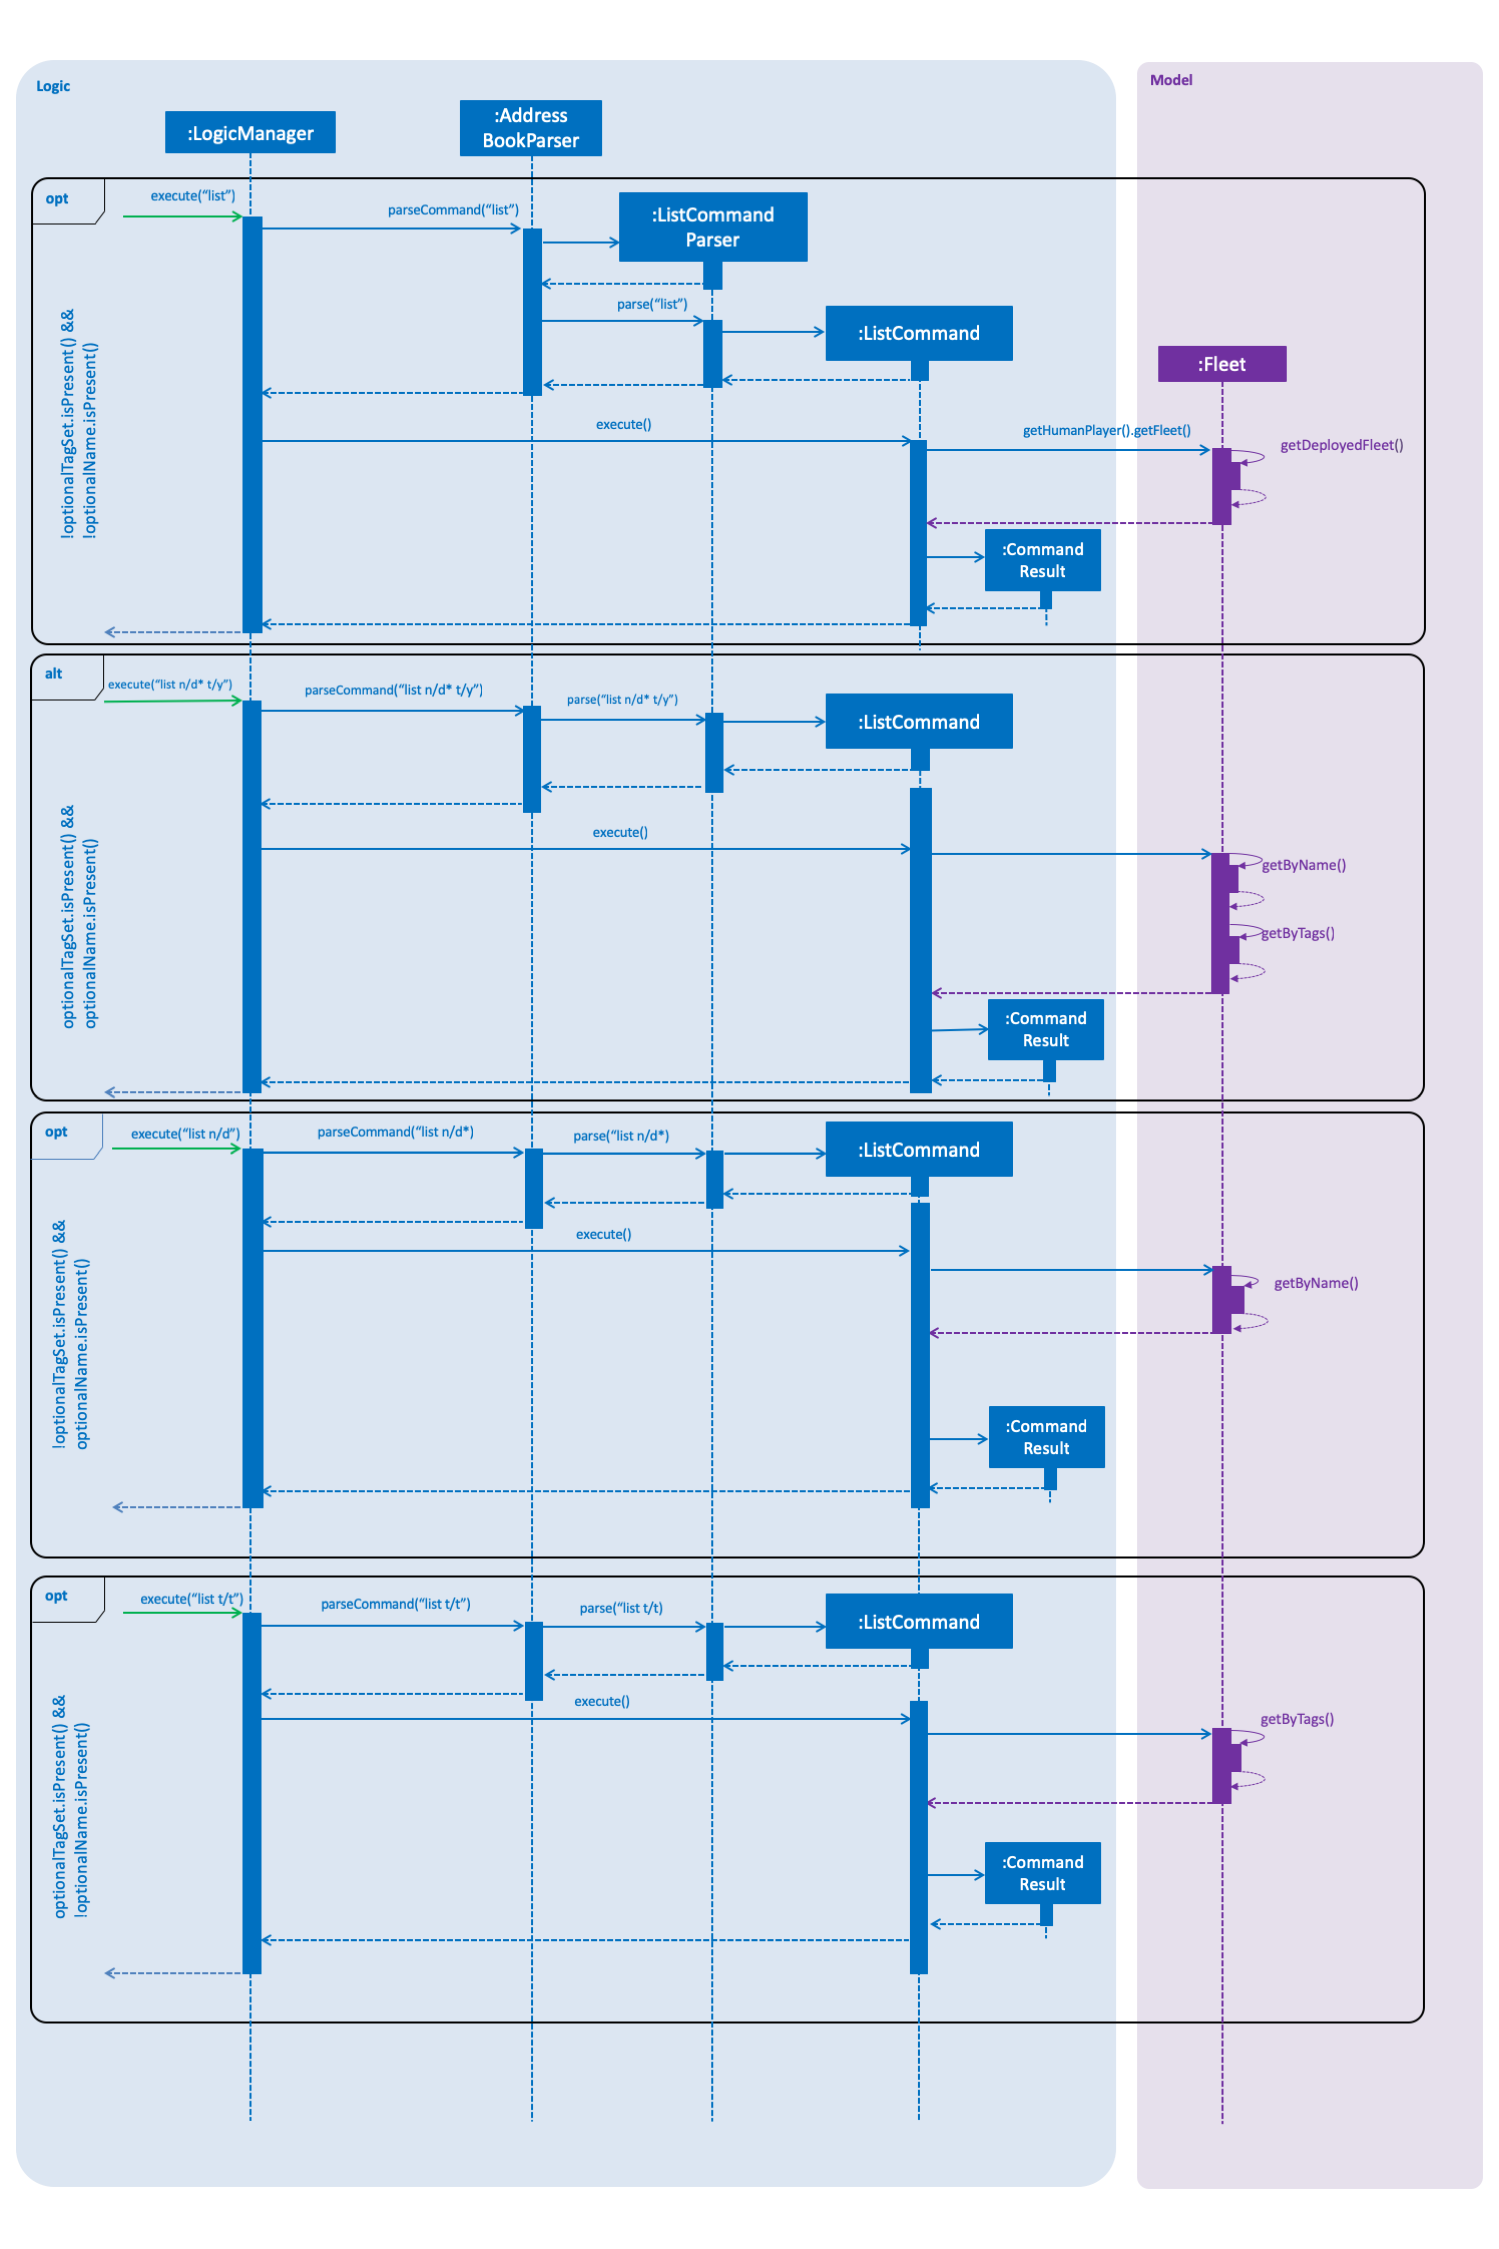 Logic
Model
:LogicManager
:Address
BookParser
opt
execute(“list”)
parseCommand(“list”)
:ListCommand
Parser
parse(“list”)
:ListCommand
:Fleet
!optionalTagSet.isPresent() &&
!optionalName.isPresent()
execute()
getHumanPlayer().getFleet()
getDeployedFleet()
:Command
Result
alt
execute(“list n/d* t/y”)
parseCommand(“list n/d* t/y”)
parse(“list n/d* t/y”)
:ListCommand
optionalTagSet.isPresent() &&
optionalName.isPresent()
execute()
getByName()
getByTags()
:Command
Result
opt
execute(“list n/d”)
parseCommand(“list n/d*)
parse(“list n/d*)
:ListCommand
!optionalTagSet.isPresent() &&
optionalName.isPresent()
execute()
getByName()
:Command
Result
opt
execute(“list t/t”)
parseCommand(“list t/t”)
parse(“list t/t)
:ListCommand
optionalTagSet.isPresent() &&
!optionalName.isPresent()
execute()
getByTags()
:Command
Result